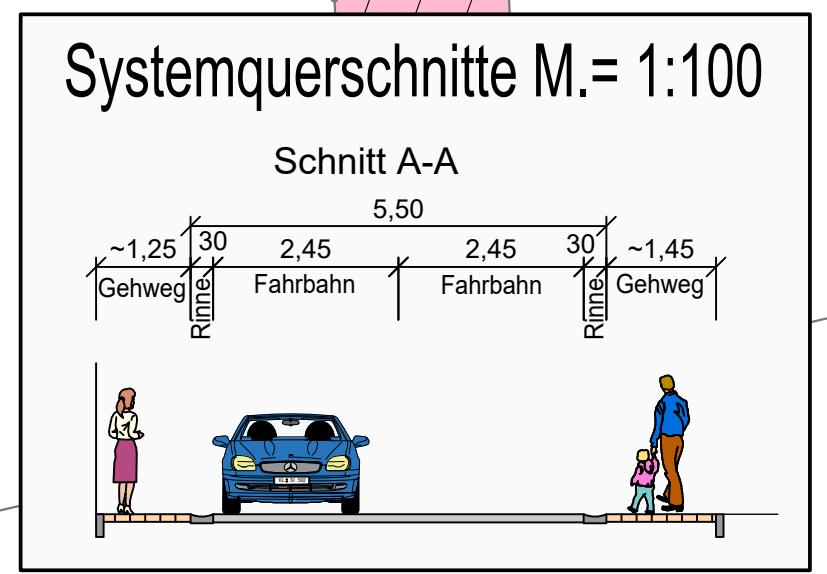 Systemquerschnitte M.= 1:100
Schnitt A-A
5,50
~1,25 30 2,45 2,45 30 ~1,45
Gehweg Rinne Fahrbahn Fahrbahn Rinne Gehweg